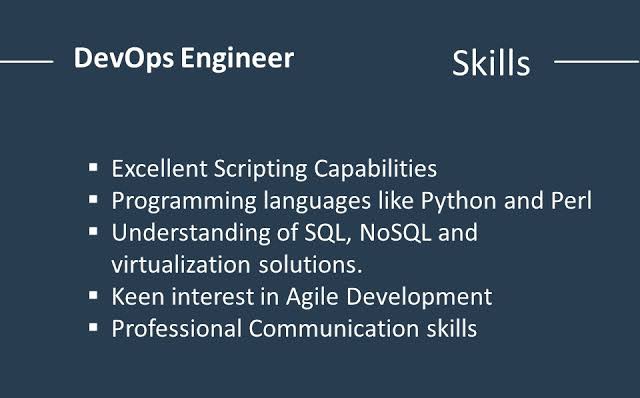 DevOps Engineer
Skills
▪ Excellent Scripting Capabilities
▪ Programming languages like Python and Perl
▪ Understanding of SQL, NoSQL and
virtualization solutions.
▪ Keen interest in Agile Development
▪ Professional Communication skills